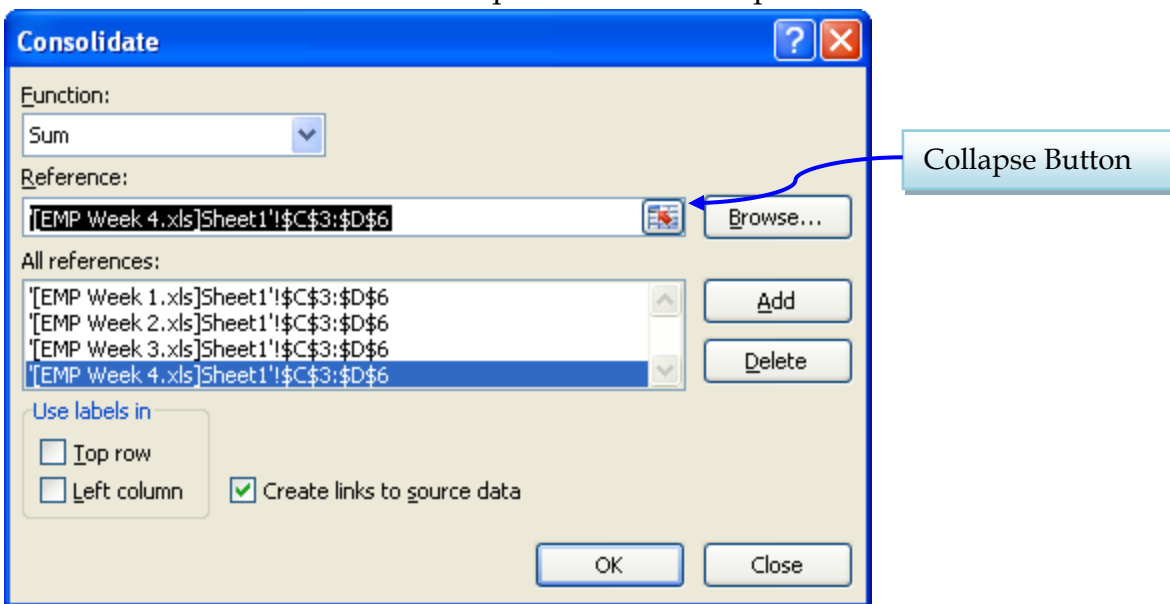 Consolidate
Function:
Sum
Reference:
'[EMP Week 4.xls]Sheet1'!$C$3:$D$6
Browse...
Collapse Button
All references:
'[EMP Week 1.xls]Sheet1'!$C$3:$D$6
'[EMP Week 2.xls]Sheet1'!$C$3:$D$6
'[EMP Week 3.xls]Sheet1'!$C$3:$D$6
'[EMP Week 4.xls]Sheet1'!$C$3:$D$6
Add
Delete
Use labels in
Top row
Left column
Create links to source data
OK
Close